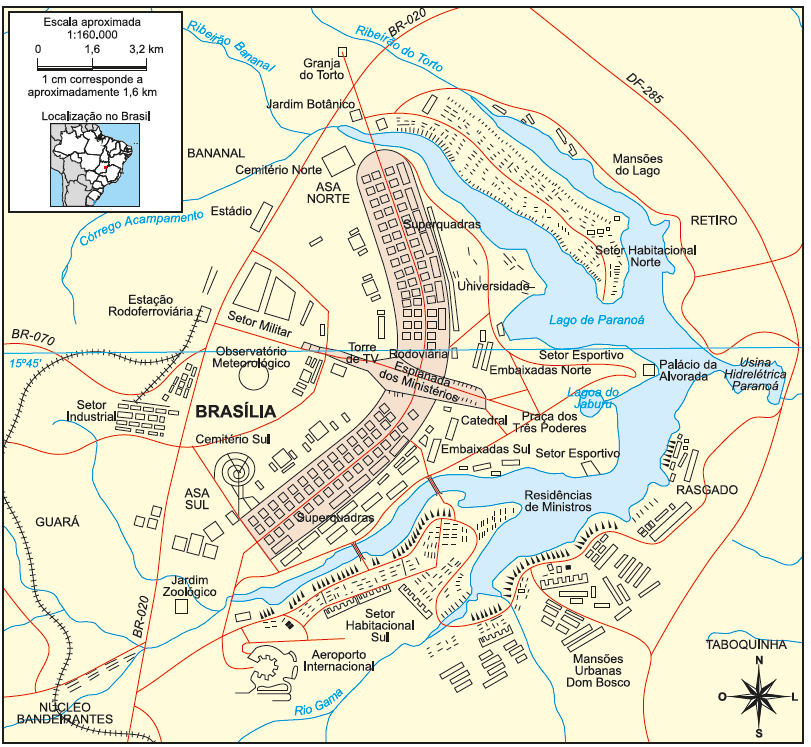 Escala aproximada
1:160.000
0 1,6 3,2 km
1 cm corresponde a
aproximadamente 1,6 km
Localização no Brasil
Ribeirão Bananal
Ribeirão do Torto
BR-020
DF-285
Granja
do Torto
Jardim Botânico
BANANAL
Cemitério Norte
ASA
NORTE
Mansões
do Lago
Estádio
Córrego Acampamento
Superquadras
RETIRO
Setor Habitacional
Norte
Universidade
Estação
Rodoferroviária
Setor Militar
Lago de Paranoá
BR-070
15º45'
Observatório
Meteorológico
Torre
de TV
Rodoviária
Setor Esportivo
Embaixadas Norte
Palácio da
Alvorada
Usina
Hidrelétrica
Paranoá
Esplanada
dos Ministérios
Lagoa do
Jaburu
Setor
Industrial
BRASÍLIA
Catedral
Praça dos
Três Poderes
Cemitério Sul
Embaixadas Sul
Setor Esportivo
ASA
SUL
Residências
de Ministros
RASGADO
GUARÁ
Superquadras
Jardim
Zoológico
BR-020
Setor
Habitacional
Sul
Aeroporto
Internacional
Mansões
Urbanas
Dom Bosco
TABOQUINHA
Rio Gama
NÚCLEO
BANDEIRANTES
N
O L
S